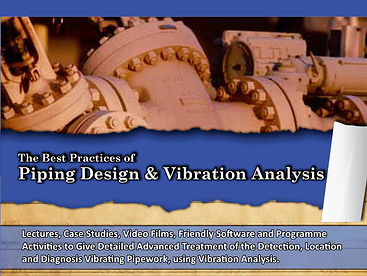 The Best Practices of
Piping Design & Vibration Analysis
Lectures, Case Studies, Video Films, Friendly Software and Programme
Activities to Give Detailed Advanced Treatment of the Detection, Location
and Diagnosis Vibrating Pipework, using Vibration Analysis.